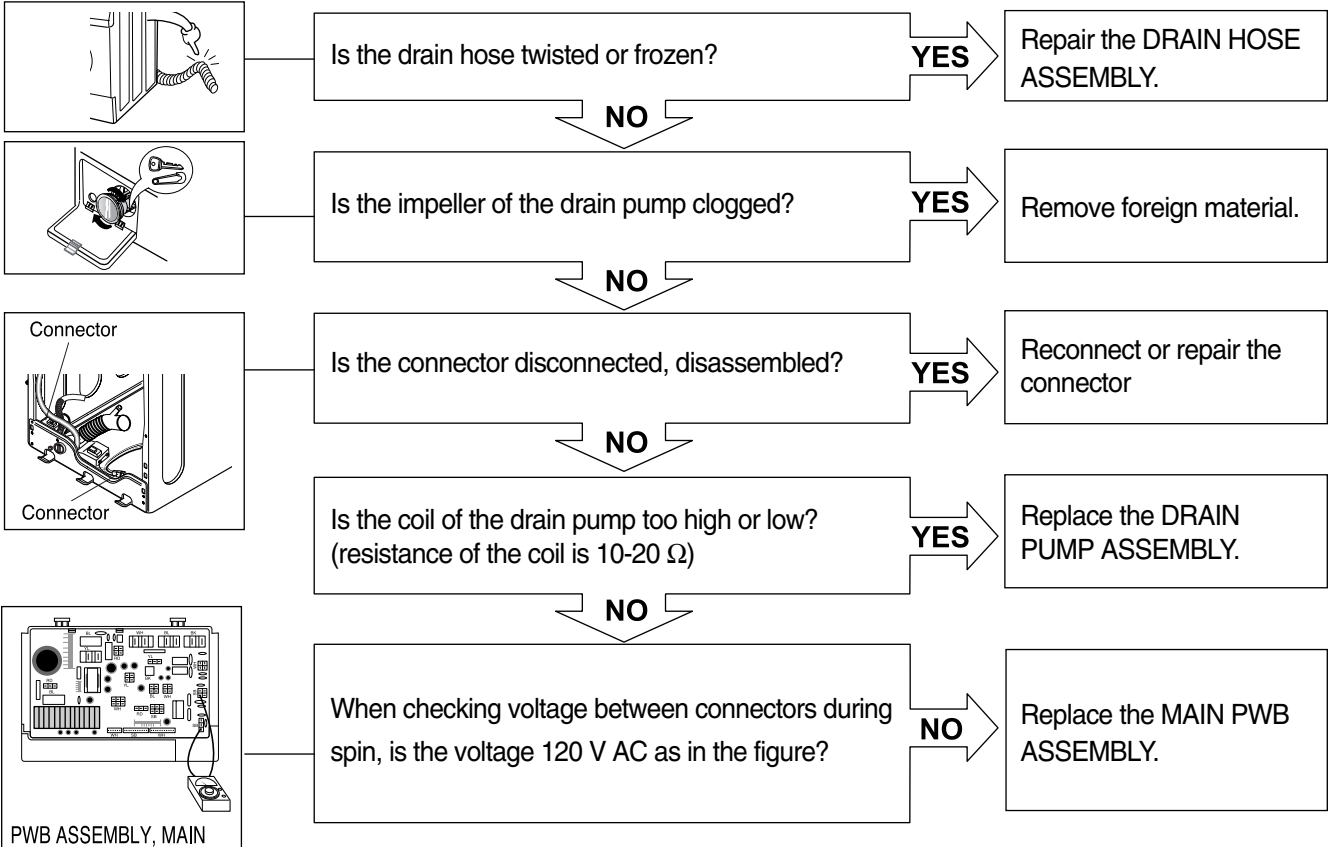 Is the drain hose twisted or frozen?
YES
Repair the DRAIN HOSE
ASSEMBLY.
NO
Is the impeller of the drain pump clogged?
YES
Remove foreign material.
NO
Connector
Connector
Is the connector disconnected, disassembled?
YES
Reconnect or repair the
connector
NO
Is the coil of the drain pump too high or low?
(resistance of the coil is 10-20 Ω)
YES
Replace the DRAIN
PUMP ASSEMBLY.
NO
When checking voltage between connectors during
spin, is the voltage 120 V AC as in the figure?
NO
Replace the MAIN PWB
ASSEMBLY.
PWB ASSEMBLY, MAIN